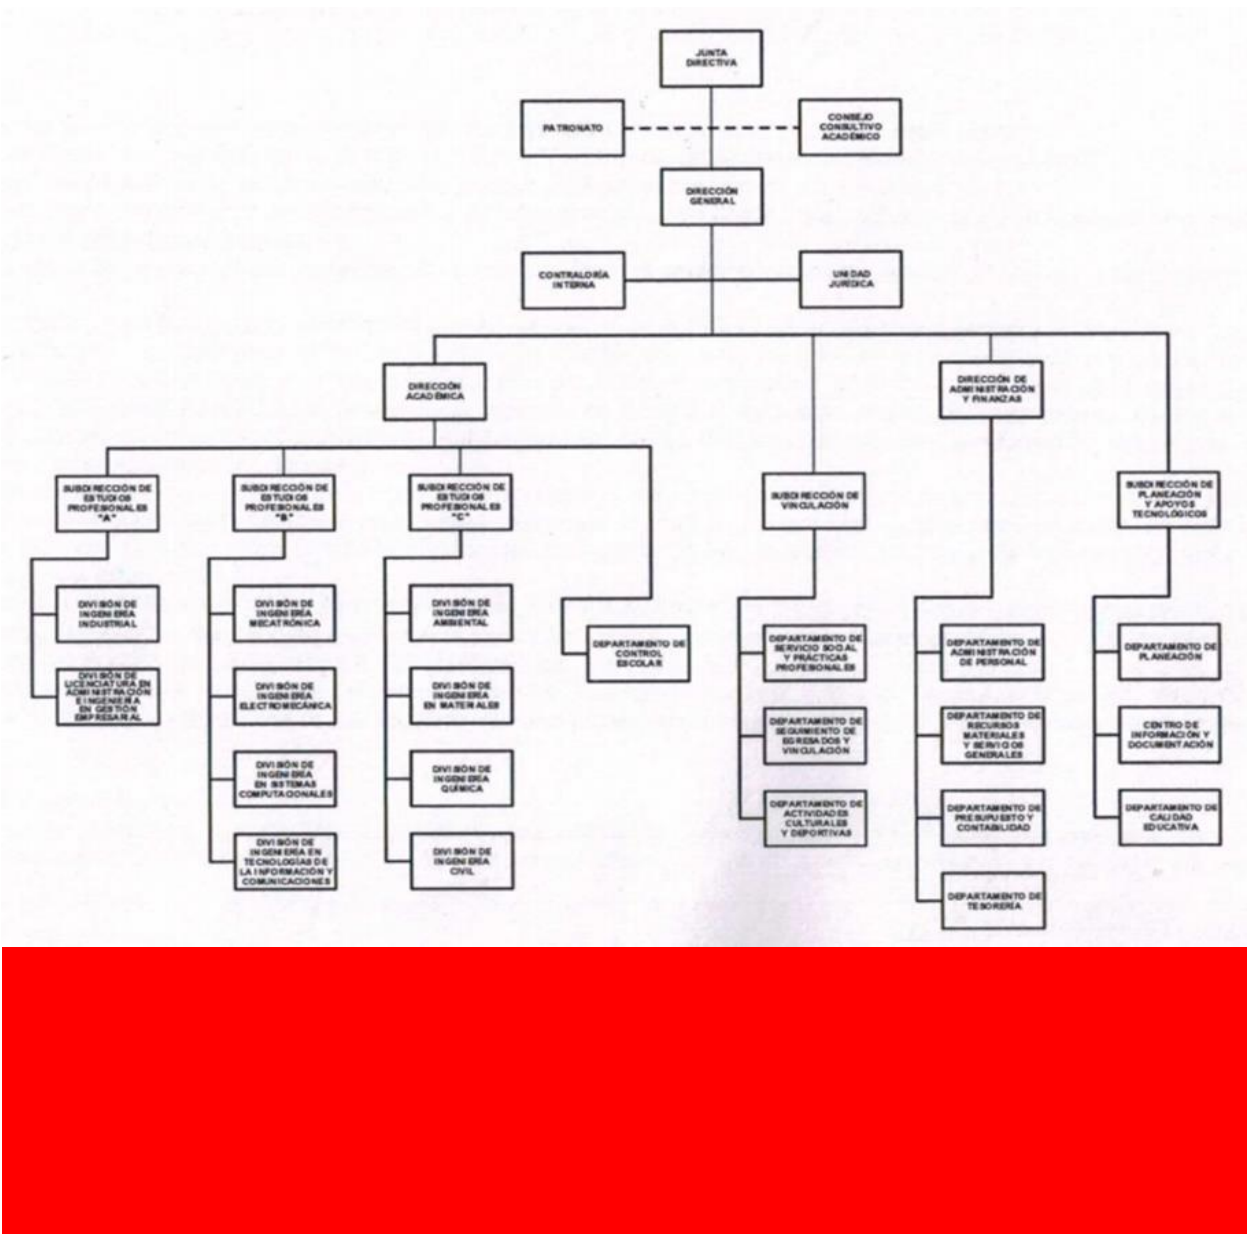 JUNTA
DIRECTIVA
PATRONATO
CONSEJO
CONSULTIVO
ACADÉMICO
DIRECCIÓN
GENERAL
CONTRALORÍA
INTERNA
UNIDAD
JURÍDICA
DIRECCIÓN
ACADÉMICA
DIRECCIÓN DE
ADMINISTRACIÓN
Y FINANZAS
SUBDIRECCIÓN DE
ESTUDIOS
PROFESIONALES
"A"
SUBDIRECCIÓN DE
ESTUDIOS
PROFESIONALES
"B"
SUBDIRECCIÓN DE
ESTUDIOS
PROFESIONALES
"C"
SUBDIRECCIÓN DE
VINCULACIÓN
SUBDIRECCIÓN DE
PLANEACIÓN
Y APOYOS
TECNOLÓGICOS
DIVISIÓN DE
INGENIERÍA
INDUSTRIAL
DIVISIÓN DE
LICENCIATURA EN
ADMINISTRACIÓN
E INGENIERÍA
EN GESTIÓN
EMPRESARIAL
DIVISIÓN DE
INGENIERÍA
MECATRÓNICA
DIVISIÓN DE
INGENIERÍA
ELECTROMECÁNICA
DIVISIÓN DE
INGENIERÍA
EN SISTEMAS
COMPUTACIONALES
DIVISIÓN DE
INGENIERÍA EN
TECNOLOGÍAS DE
LA INFORMACIÓN Y
COMUNICACIONES
DIVISIÓN DE
INGENIERÍA
AMBIENTAL
DIVISIÓN DE
INGENIERÍA
EN MATERIALES
DIVISIÓN DE
INGENIERÍA
QUÍMICA
DIVISIÓN DE
INGENIERÍA
CIVIL
DEPARTAMENTO DE
CONTROL
ESCOLAR
DEPARTAMENTO DE
SERVICIO SOCIAL
Y PRÁCTICAS
PROFESIONALES
DEPARTAMENTO DE
SEGUIMIENTO DE
EGRESADOS Y
VINCULACIÓN
DEPARTAMENTO DE
ACTIVIDADES
CULTURALES
Y DEPORTIVAS
DEPARTAMENTO DE
ADMINISTRACIÓN
DE PERSONAL
DEPARTAMENTO DE
RECURSOS
MATERIALES
Y SERVICIOS
GENERALES
DEPARTAMENTO DE
PRESUPUESTO Y
CONTABILIDAD
DEPARTAMENTO DE
TESORERÍA
DEPARTAMENTO DE
PLANEACIÓN
CENTRO DE
INFORMACIÓN Y
DOCUMENTACIÓN
DEPARTAMENTO DE
CALIDAD
EDUCATIVA